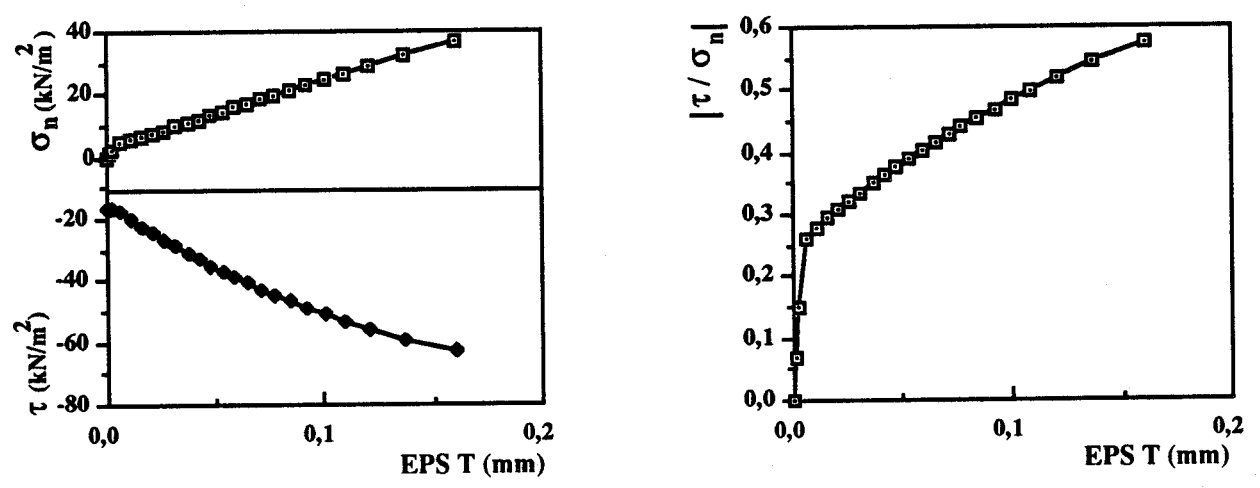 σn (kN/m2)
40
20
0
τ (kN/m2)
-20
-40
-60
-80
0,0 0,1 0,2
EPS T (mm)
|τ / σn|
0,6
0,5
0,4
0,3
0,2
0,1
0,0
0,0 0,1 0,2
EPS T (mm)